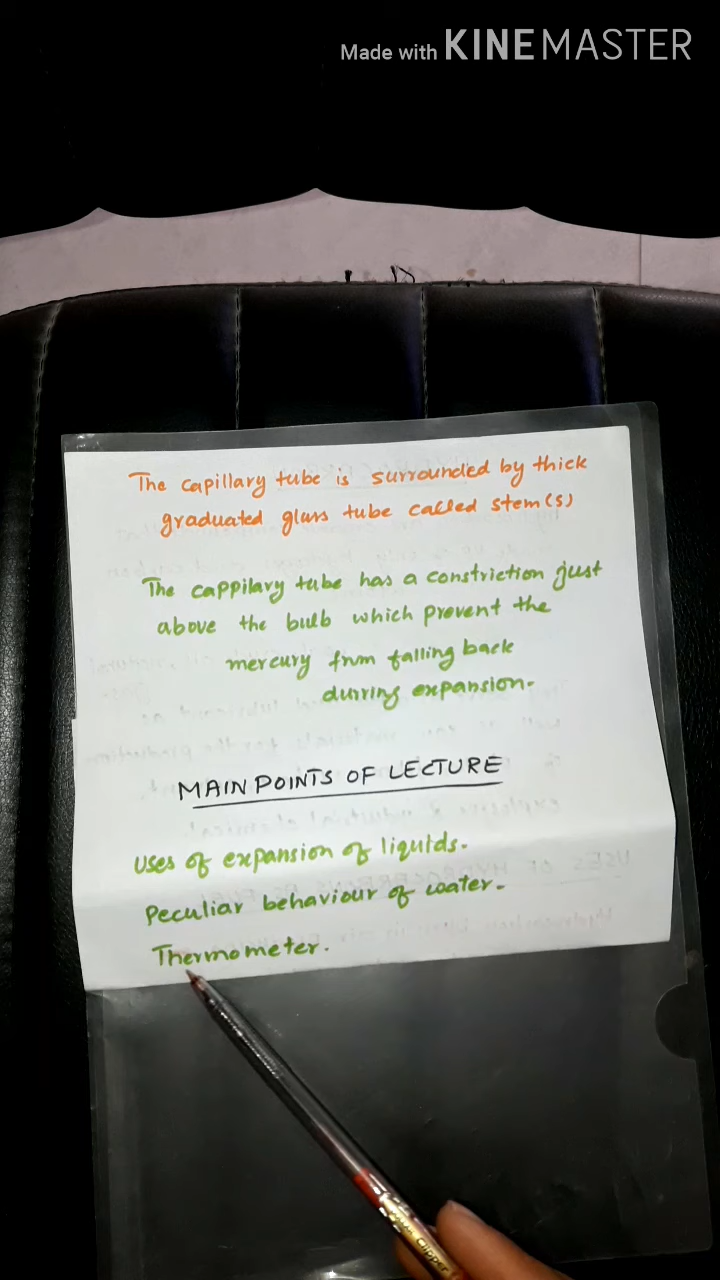 Made with KINEMASTER
The capillary tube is surrounded by thick
graduated glass tube called stem(s)
The cappilary tube has a constriction just
above the bulb which prevent the
mercury from falling back
durring expansion.
MAIN POINTS OF LECTURE
Uses of expansion of liquids.
Peculiar behaviour of water.
Thermometer.
Clipper